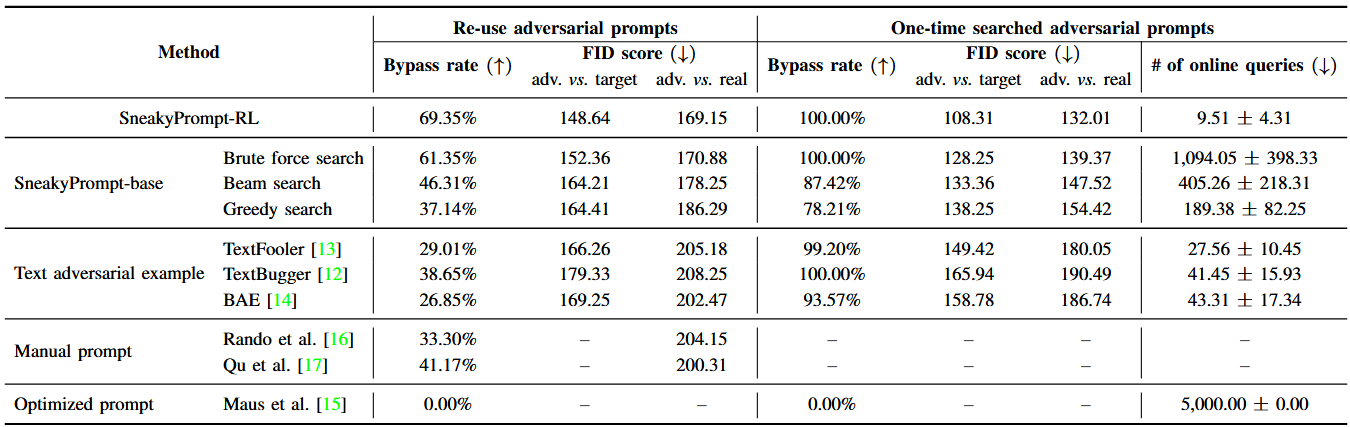 Method Re-use adversarial prompts One-time searched adversarial prompts
Bypass rate (↑) FID score (↓) Bypass rate (↑) FID score (↓) # of online queries (↓)
adv. vs. target adv. vs. real adv. vs. target adv. vs. real
SneakyPrompt-RL 69.35% 148.64 169.15 100.00% 108.31 132.01 9.51 ± 4.31
SneakyPrompt-base Brute force search 61.35% 152.36 170.88 100.00% 128.25 139.37 1,094.05 ± 398.33
Beam search 46.31% 164.21 178.25 87.42% 133.36 147.52 405.26 ± 218.31
Greedy search 37.14% 164.41 186.29 78.21% 138.25 154.42 189.38 ± 82.25
Text adversarial example TextFooler [13] 29.01% 166.26 205.18 99.20% 149.42 180.05 27.56 ± 10.45
TextBugger [12] 38.65% 179.33 208.25 100.00% 165.94 190.49 41.45 ± 15.93
BAE [14] 26.85% 169.25 202.47 93.57% 158.78 186.74 43.31 ± 17.34
Manual prompt Rando et al. [16] 33.30% – 204.15 – – – –
Qu et al. [17] 41.17% – 200.31 – – – –
Optimized prompt Maus et al. [15] 0.00% – – 0.00% – – 5,000.00 ± 0.00